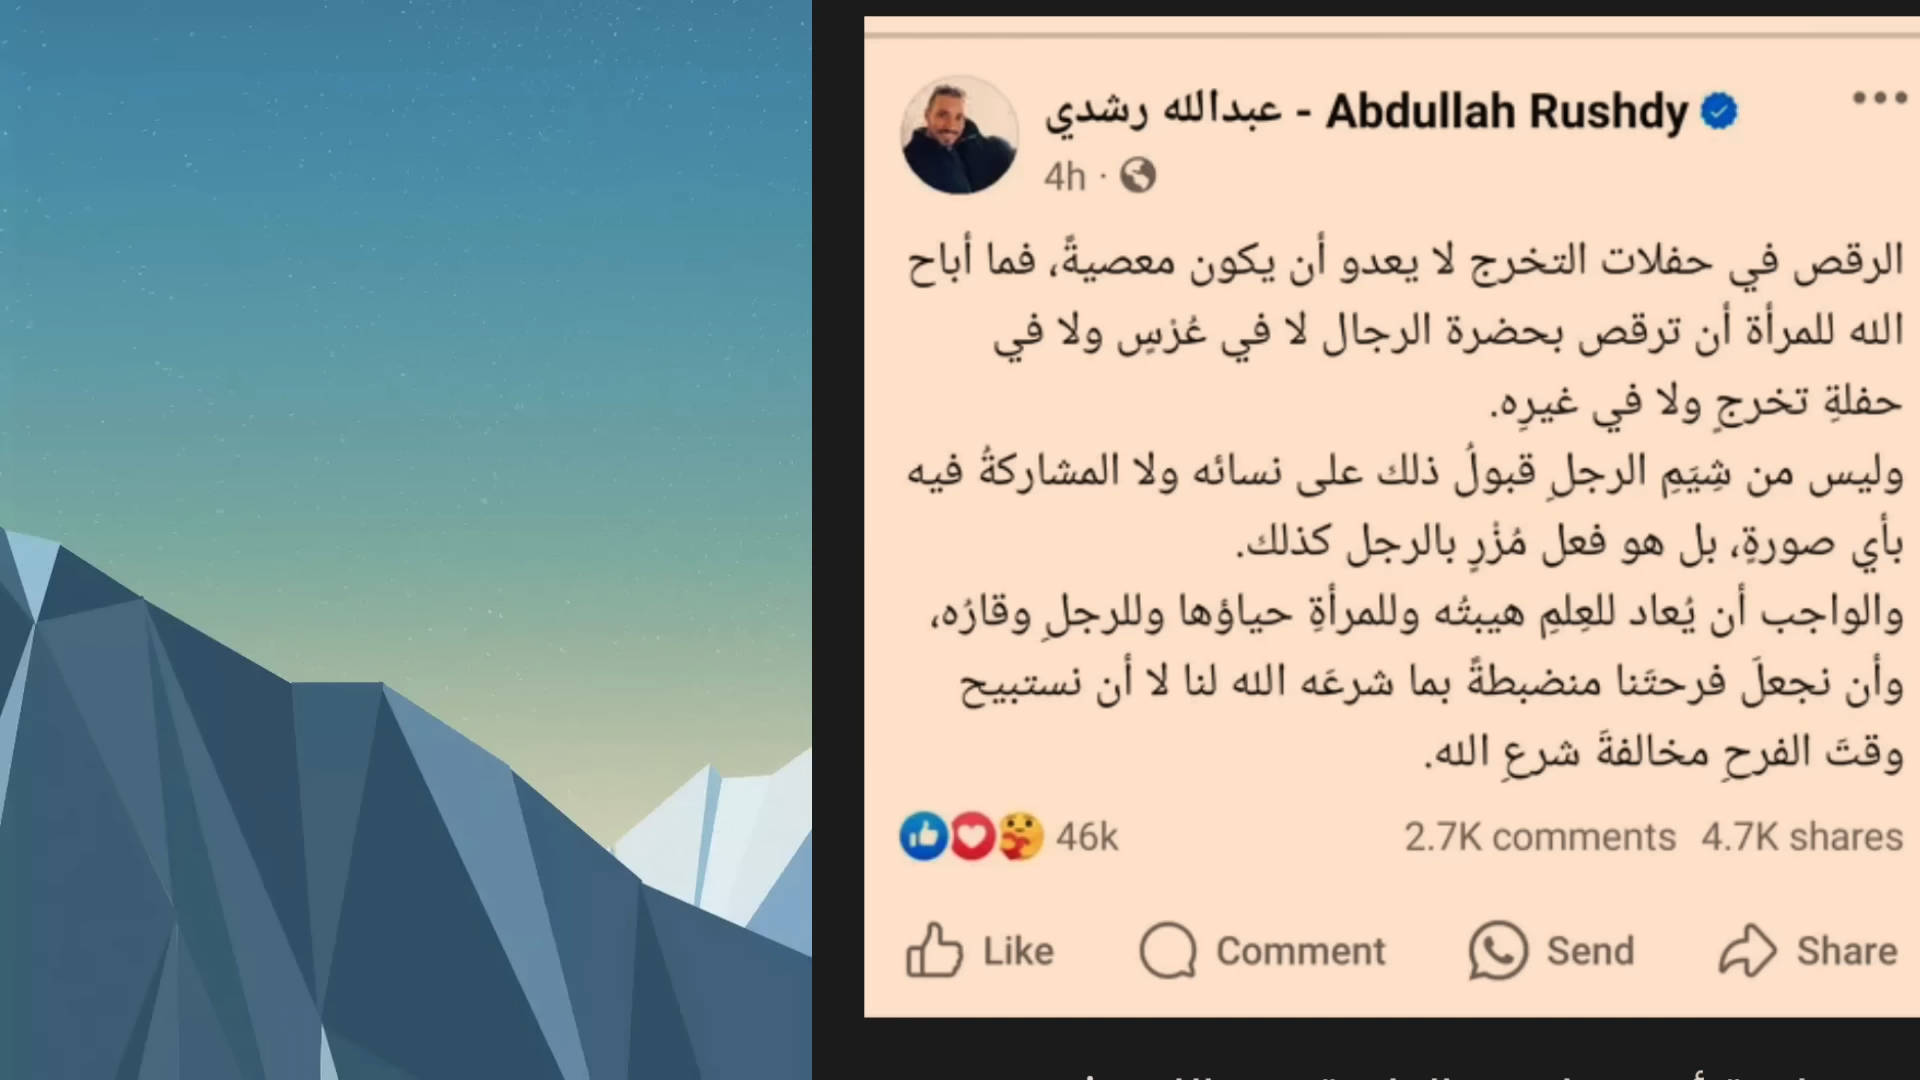 عبدالله رشدي - Abdullah Rushdy
4h ·
الرقص في حفلات التخرج لا يعدو أن يكون معصيةً، فما أباح
الله للمرأة أن ترقص بحضرة الرجال لا في عُرْسٍ ولا في
حفلةِ تخرجٍ ولا في غيرِه.
وليس من شِيَمِ الرجلِ قبولُ ذلك على نسائه ولا المشاركةُ فيه
بأي صورةٍ، بل هو فعل مُزْرٍ بالرجل كذلك.
والواجب أن يُعاد للعِلمِ هيبتُه وللمرأةِ حياؤها وللرجلِ وقارُه،
وأن نجعلَ فرحتَنا منضبطةً بما شرعَه الله لنا لا أن نستبيح
وقتَ الفرحِ مخالفةَ شرعِ الله.
46k 2.7K comments 4.7K shares
Like Comment Send Share